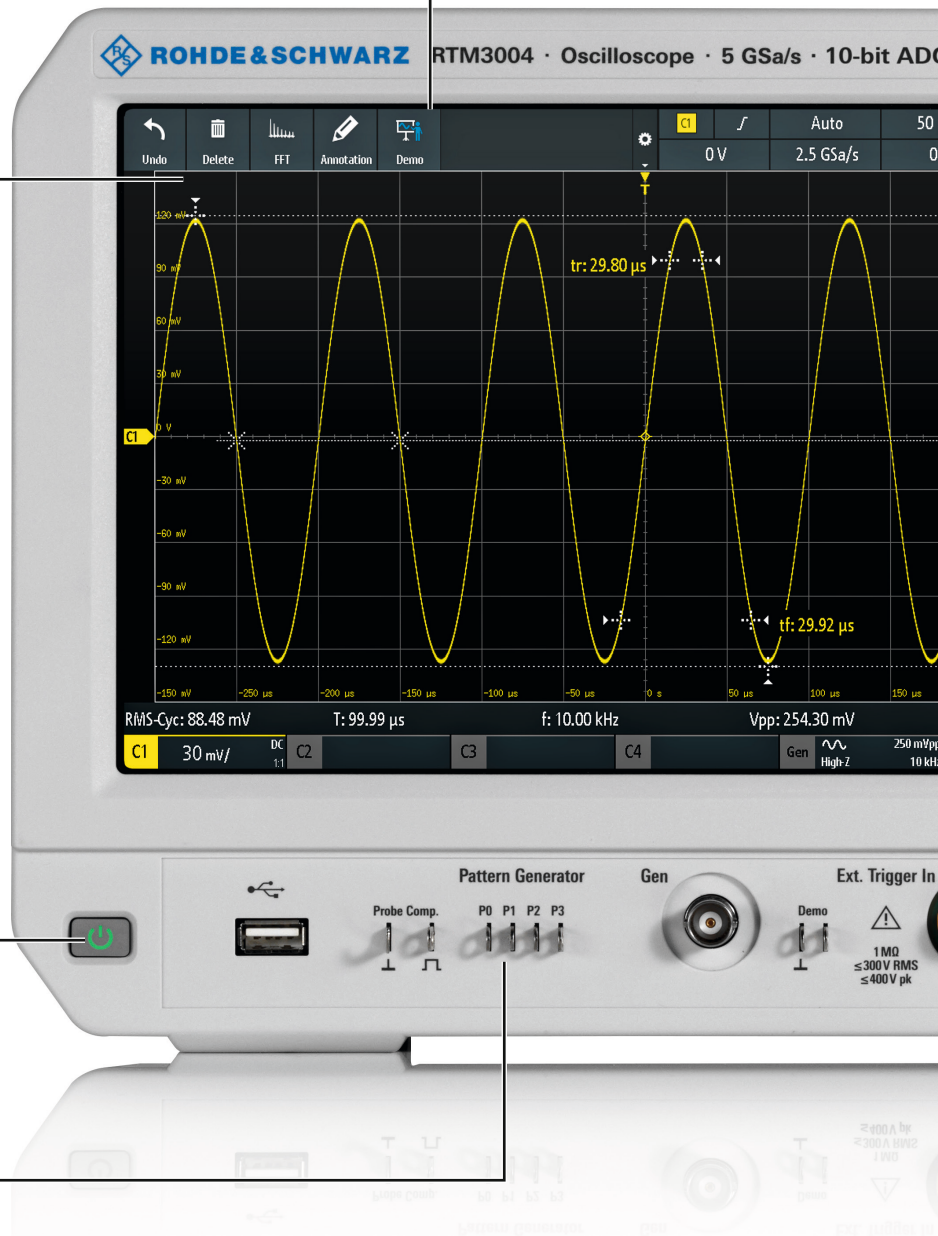 R&S ROHDE&SCHWARZ RTM3004 · Oscilloscope · 5 GSa/s · 10-bit ADC
Undo Delete FFT Annotation Demo
C1 Auto 50
0 V 2.5 GSa/s 0
T
120 mV
90 mV
tr: 29.80 µs
60 mV
30 mV
C1 0 V
-30 mV
-60 mV
-90 mV
tf: 29.92 µs
-120 mV
-150 mV -250 µs -200 µs -150 µs -100 µs -50 µs 0 s 50 µs 100 µs 150 µs
RMS-Cyc: 88.48 mV T: 99.99 µs f: 10.00 kHz Vpp: 254.30 mV
C1 30 mV/ DC 1:1 C2 C3 C4 Gen High-Z 250 mVpp 10 kHz
Pattern Generator Gen Ext. Trigger In
Probe Comp. P0 P1 P2 P3 Demo
1 MΩ
≤300 V RMS
≤400 V pk